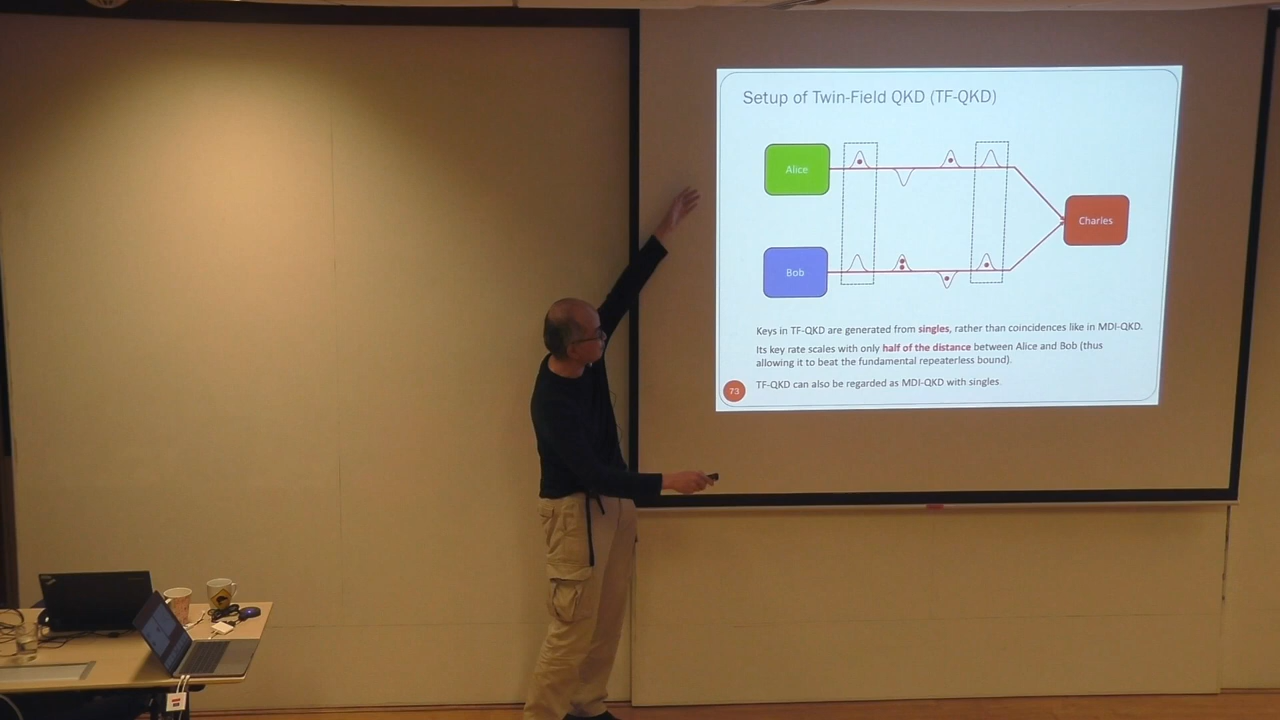 Setup of Twin-Field QKD (TF-QKD)
Alice
Charles
Bob
Keys in TF-QKD are generated from singles, rather than coincidences like in MDI-QKD.
Its key rate scales with only half of the distance between Alice and Bob (thus
allowing it to beat the fundamental repeaterless bound).
TF-QKD can also be regarded as MDI-QKD with singles.
73